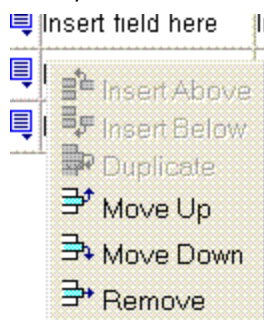 Insert field here
Insert Above
Insert Below
Duplicate
Move Up
Move Down
Remove